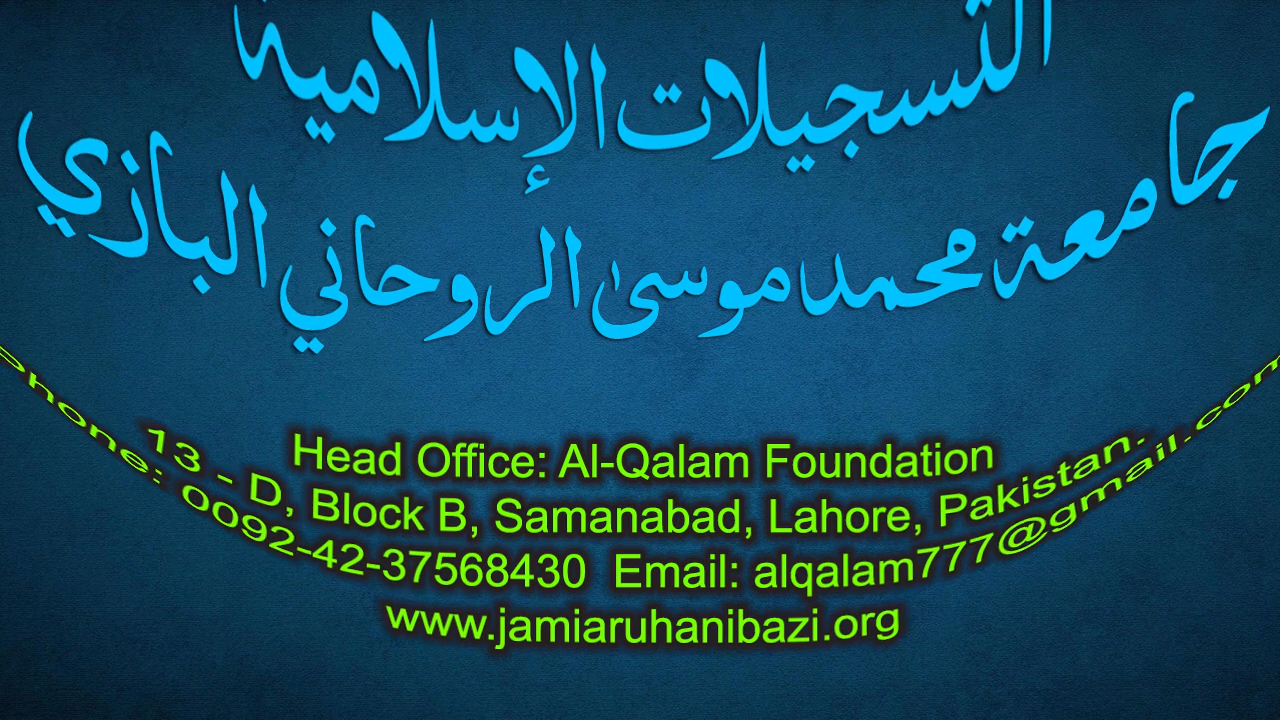 التسجيلات الإسلامية
جامعة محمد موسىٰ الروحاني البازي
Head Office: Al-Qalam Foundation
13 - D, Block B, Samanabad, Lahore, Pakistan.
Phone: 0092-42-37568430 Email: alqalam777@gmail.com
www.jamiaruhanibazi.org